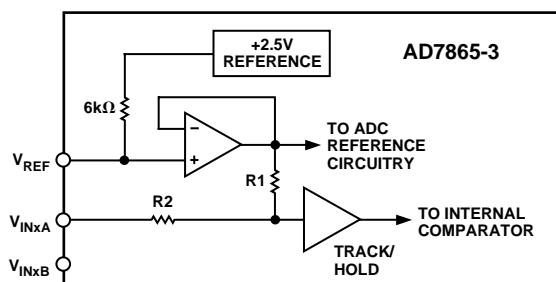 +2.5V
REFERENCE
AD7865-3
6kΩ
−
+
TO ADC
REFERENCE
CIRCUITRY
VREF
R1
R2
VINxA
TO INTERNAL
COMPARATOR
TRACK/
HOLD
VINxB